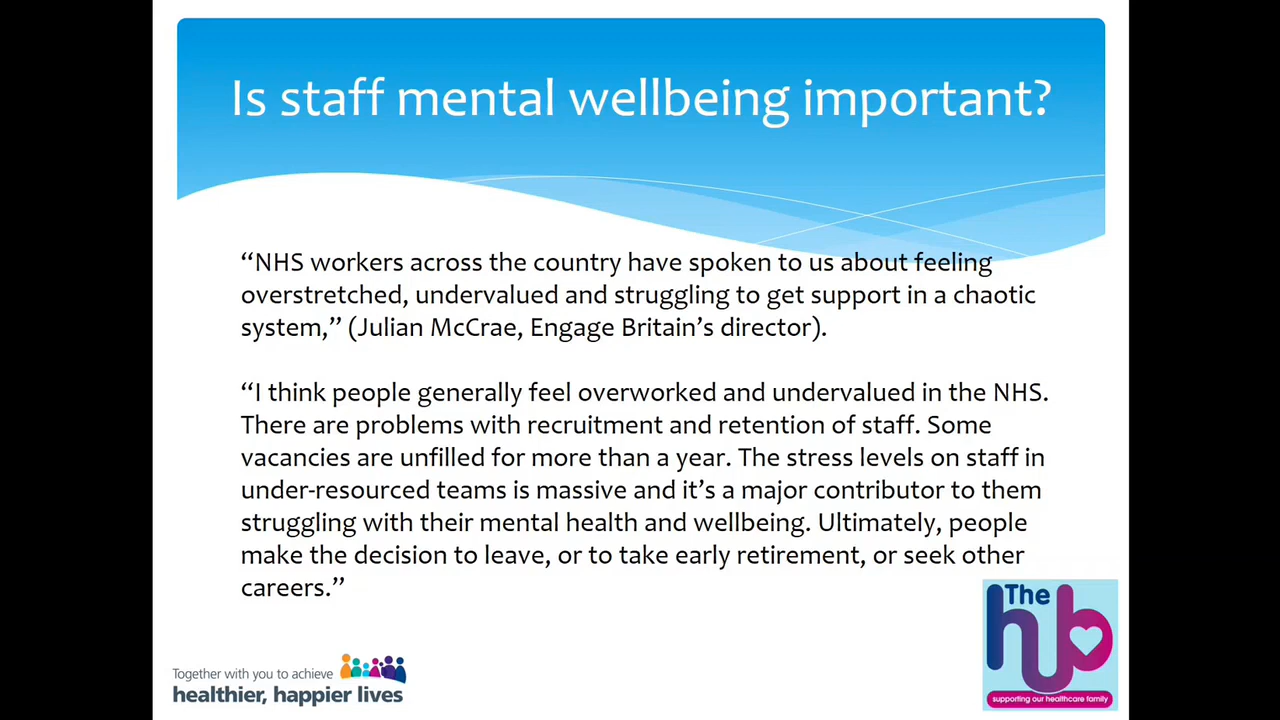 Is staff mental wellbeing important?
“NHS workers across the country have spoken to us about feeling
overstretched, undervalued and struggling to get support in a chaotic
system,” (Julian McCrae, Engage Britain’s director).
“I think people generally feel overworked and undervalued in the NHS.
There are problems with recruitment and retention of staff. Some
vacancies are unfilled for more than a year. The stress levels on staff in
under-resourced teams is massive and it’s a major contributor to them
struggling with their mental health and wellbeing. Ultimately, people
make the decision to leave, or to take early retirement, or seek other
careers.”
Together with you to achieve
healthier, happier lives
The
hub
supporting our healthcare family